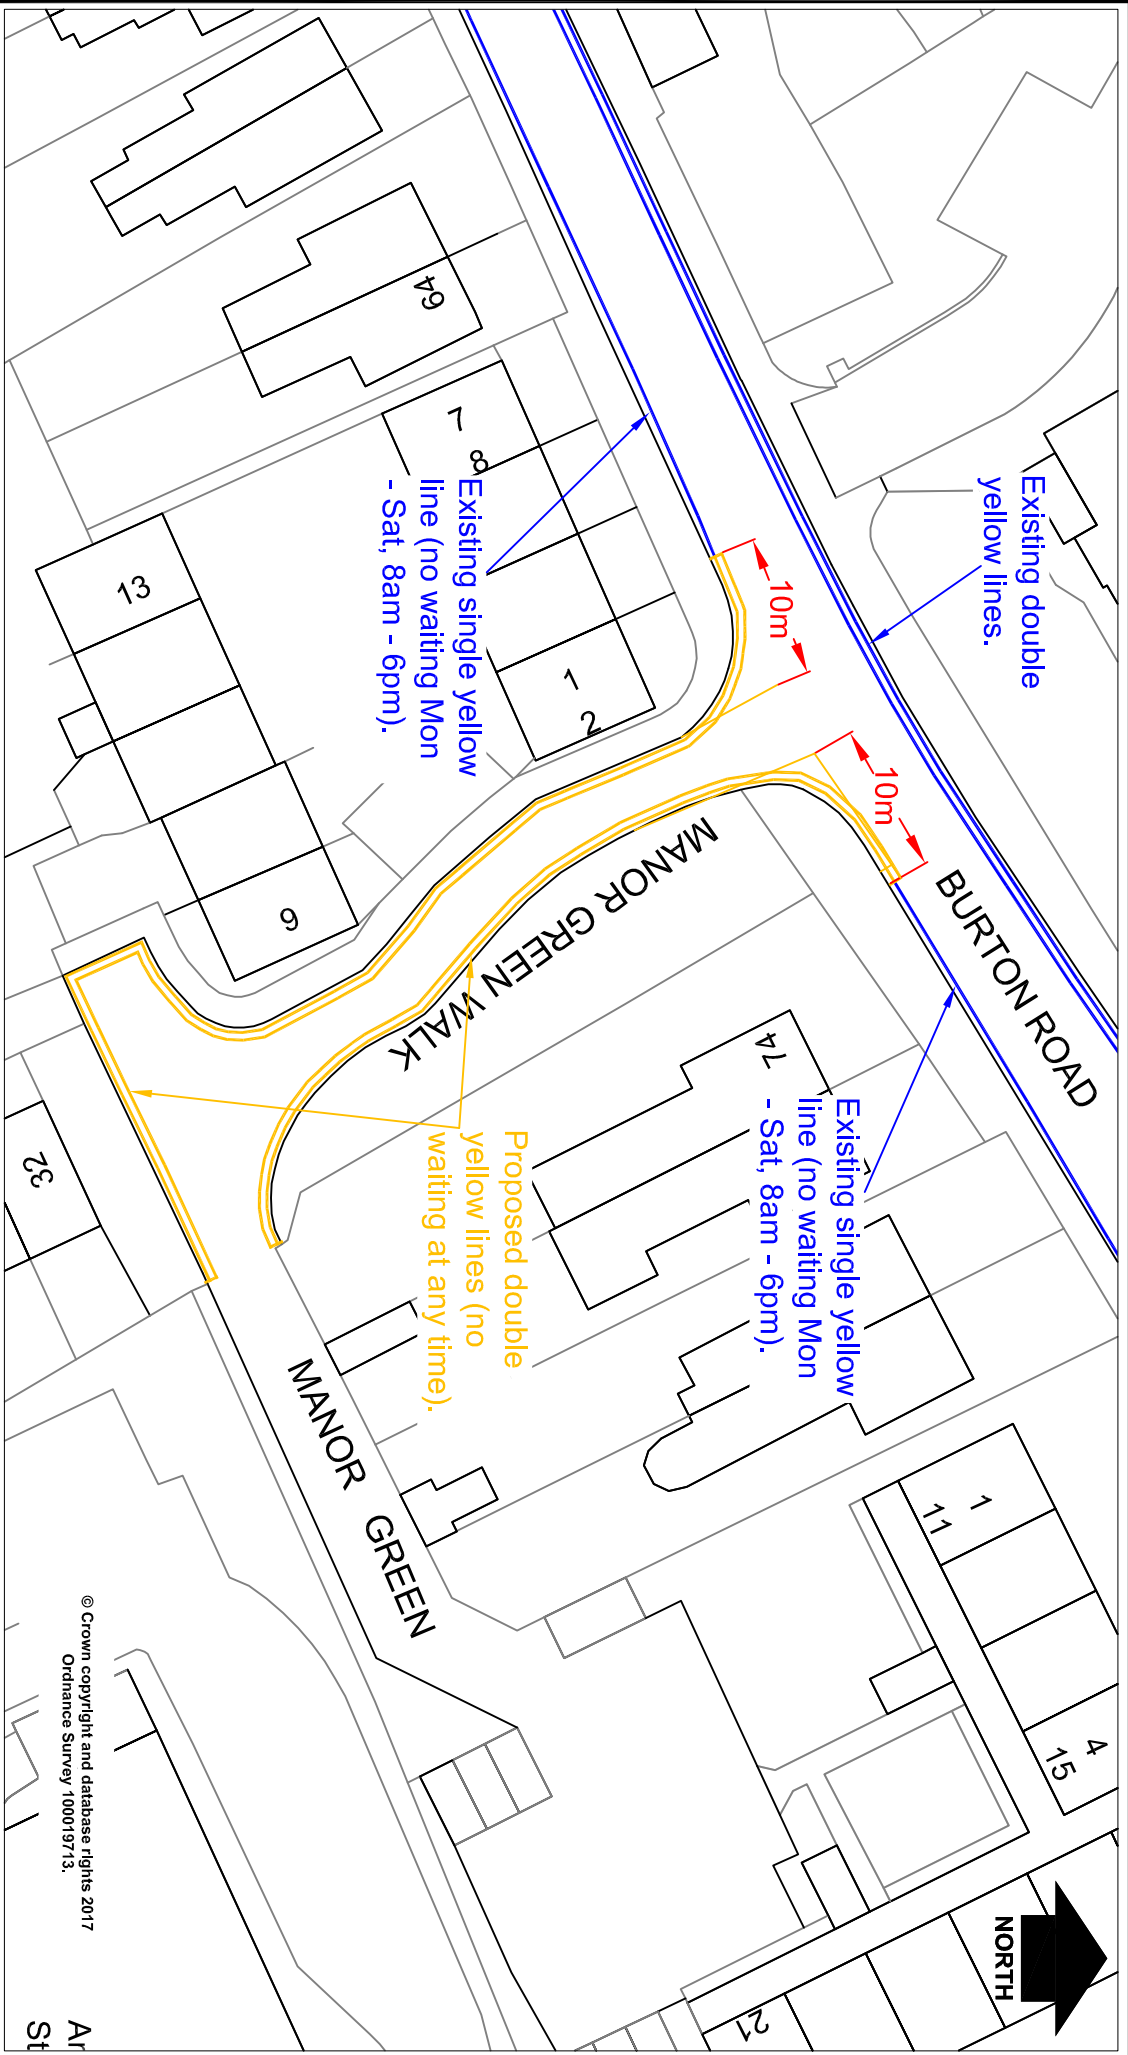 Existing double
yellow lines.
10m
10m
BURTON ROAD
Existing single yellow
line (no waiting Mon
- Sat, 8am - 6pm).
Existing single yellow
line (no waiting Mon
- Sat, 8am - 6pm).
MANOR GREEN WALK
Proposed double
yellow lines (no
waiting at any time).
MANOR GREEN
64
7
8
1
2
13
9
74
32
1
11
4
15
21
NORTH
© Crown copyright and database rights 2017
Ordnance Survey 100019713.
Ar
St